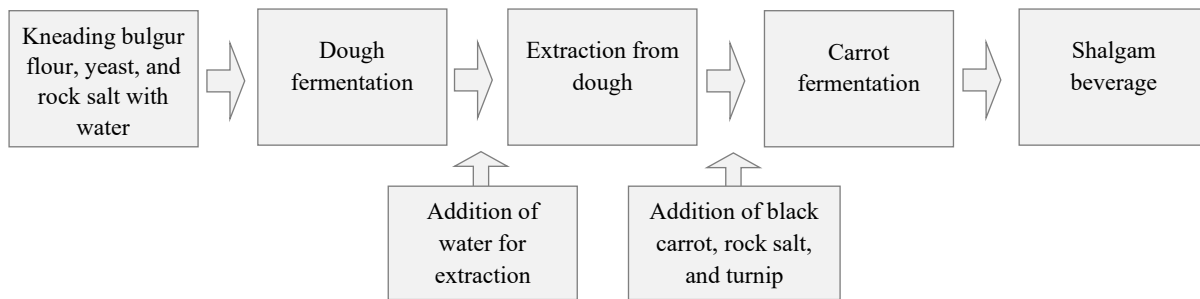 Kneading bulgur
flour, yeast, and
rock salt with
water
Dough
fermentation
Extraction from
dough
Carrot
fermentation
Shalgam
beverage
Addition of
water for
extraction
Addition of black
carrot, rock salt,
and turnip